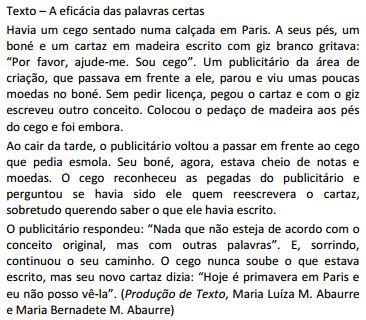 Texto – A eficácia das palavras certas
Havia um cego sentado numa calçada em Paris. A seus pés, um
boné e um cartaz em madeira escrito com giz branco gritava:
“Por favor, ajude-me. Sou cego”. Um publicitário da área de
criação, que passava em frente a ele, parou e viu umas poucas
moedas no boné. Sem pedir licença, pegou o cartaz e com o giz
escreveu outro conceito. Colocou o pedaço de madeira aos pés
do cego e foi embora.
Ao cair da tarde, o publicitário voltou a passar em frente ao cego
que pedia esmola. Seu boné, agora, estava cheio de notas e
moedas. O cego reconheceu as pegadas do publicitário e
perguntou se havia sido ele quem reescrevera o cartaz,
sobretudo querendo saber o que ele havia escrito.
O publicitário respondeu: “Nada que não esteja de acordo com o
conceito original, mas com outras palavras”. E, sorrindo,
continuou o seu caminho. O cego nunca soube o que estava
escrito, mas seu novo cartaz dizia: “Hoje é primavera em Paris e
eu não posso vê-la”. (Produção de Texto, Maria Luíza M. Abaurre
e Maria Bernadete M. Abaurre)